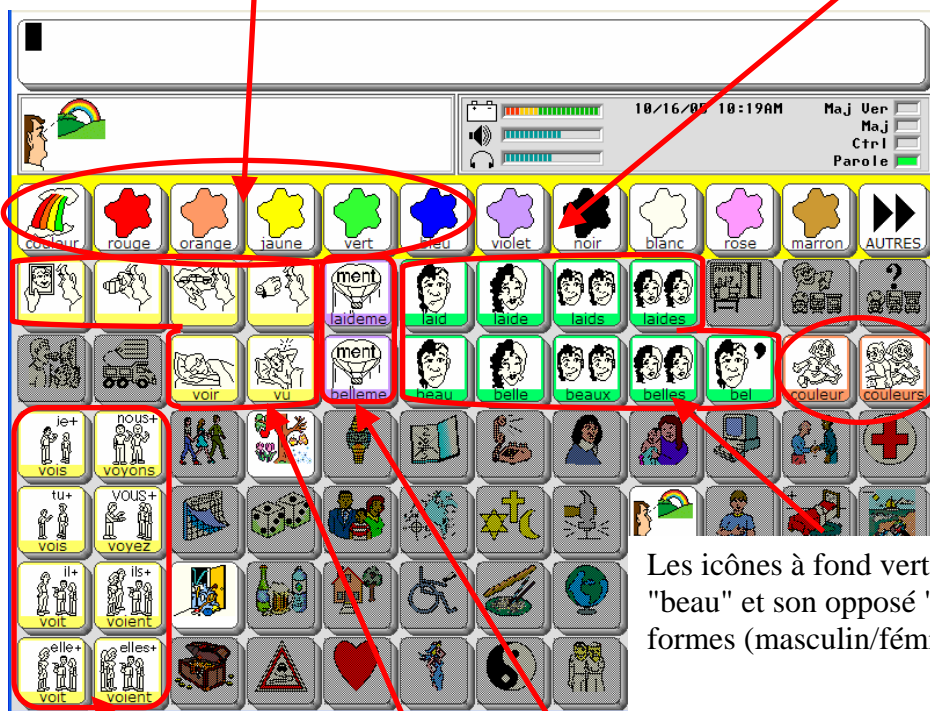 10/16/05 10:19AM
Maj Ver
Maj
Ctrl
Parole
couleur rouge orange jaune vert bleu violet noir blanc rose marron AUTRES
ment ?
laideme laid laide laids laides
ment ’
voir vu belleme beau belle beaux belles bel couleur couleurs
je+ nous+
vois voyons
tu+ vous+
vois voyez
il+ ils+
voit voient
elle+ elles+
voit voient
Les icônes à fond vert
"beau" et son opposé "
formes (masculin/fémi